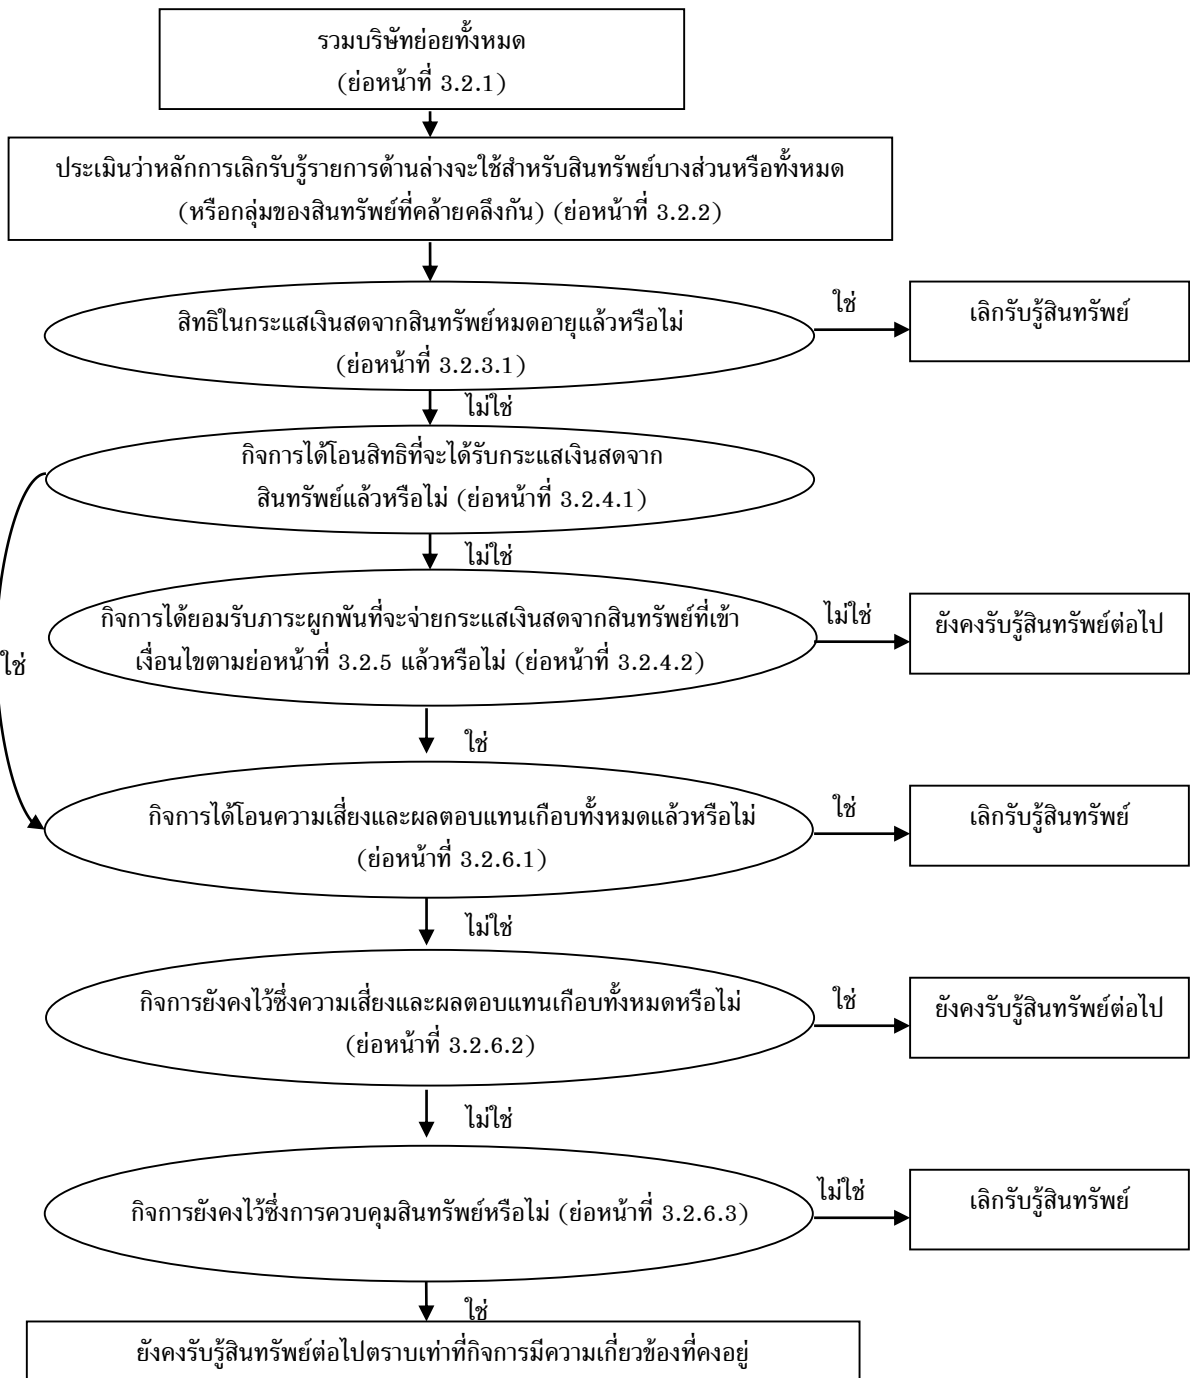 รวมบริษัทย่อยทั้งหมด
(ย่อหน้าที่ 3.2.1)
ประเมินว่าหลักการเลิกรับรู้รายการด้านล่างจะใช้สำหรับสินทรัพย์บางส่วนหรือทั้งหมด
(หรือกลุ่มของสินทรัพย์ที่คล้ายคลึงกัน) (ย่อหน้าที่ 3.2.2)
สิทธิในกระแสเงินสดจากสินทรัพย์หมดอายุแล้วหรือไม่
(ย่อหน้าที่ 3.2.3.1)
ใช่
เลิกรับรู้สินทรัพย์
ไม่ใช่
กิจการได้โอนสิทธิที่จะได้รับกระแสเงินสดจาก
สินทรัพย์แล้วหรือไม่ (ย่อหน้าที่ 3.2.4.1)
ไม่ใช่
กิจการได้ยอมรับภาระผูกพันที่จะจ่ายกระแสเงินสดจากสินทรัพย์ที่เข้า
เงื่อนไขตามย่อหน้าที่ 3.2.5 แล้วหรือไม่ (ย่อหน้าที่ 3.2.4.2)
ไม่ใช่
ยังคงรับรู้สินทรัพย์ต่อไป
ใช่
ใช่
กิจการได้โอนความเสี่ยงและผลตอบแทนเกือบทั้งหมดแล้วหรือไม่
(ย่อหน้าที่ 3.2.6.1)
ใช่
เลิกรับรู้สินทรัพย์
ไม่ใช่
กิจการยังคงไว้ซึ่งความเสี่ยงและผลตอบแทนเกือบทั้งหมดหรือไม่
(ย่อหน้าที่ 3.2.6.2)
ใช่
ยังคงรับรู้สินทรัพย์ต่อไป
ไม่ใช่
กิจการยังคงไว้ซึ่งการควบคุมสินทรัพย์หรือไม่ (ย่อหน้าที่ 3.2.6.3)
ไม่ใช่
เลิกรับรู้สินทรัพย์
ใช่
ยังคงรับรู้สินทรัพย์ต่อไปตราบเท่าที่กิจการมีความเกี่ยวข้องที่คงอยู่